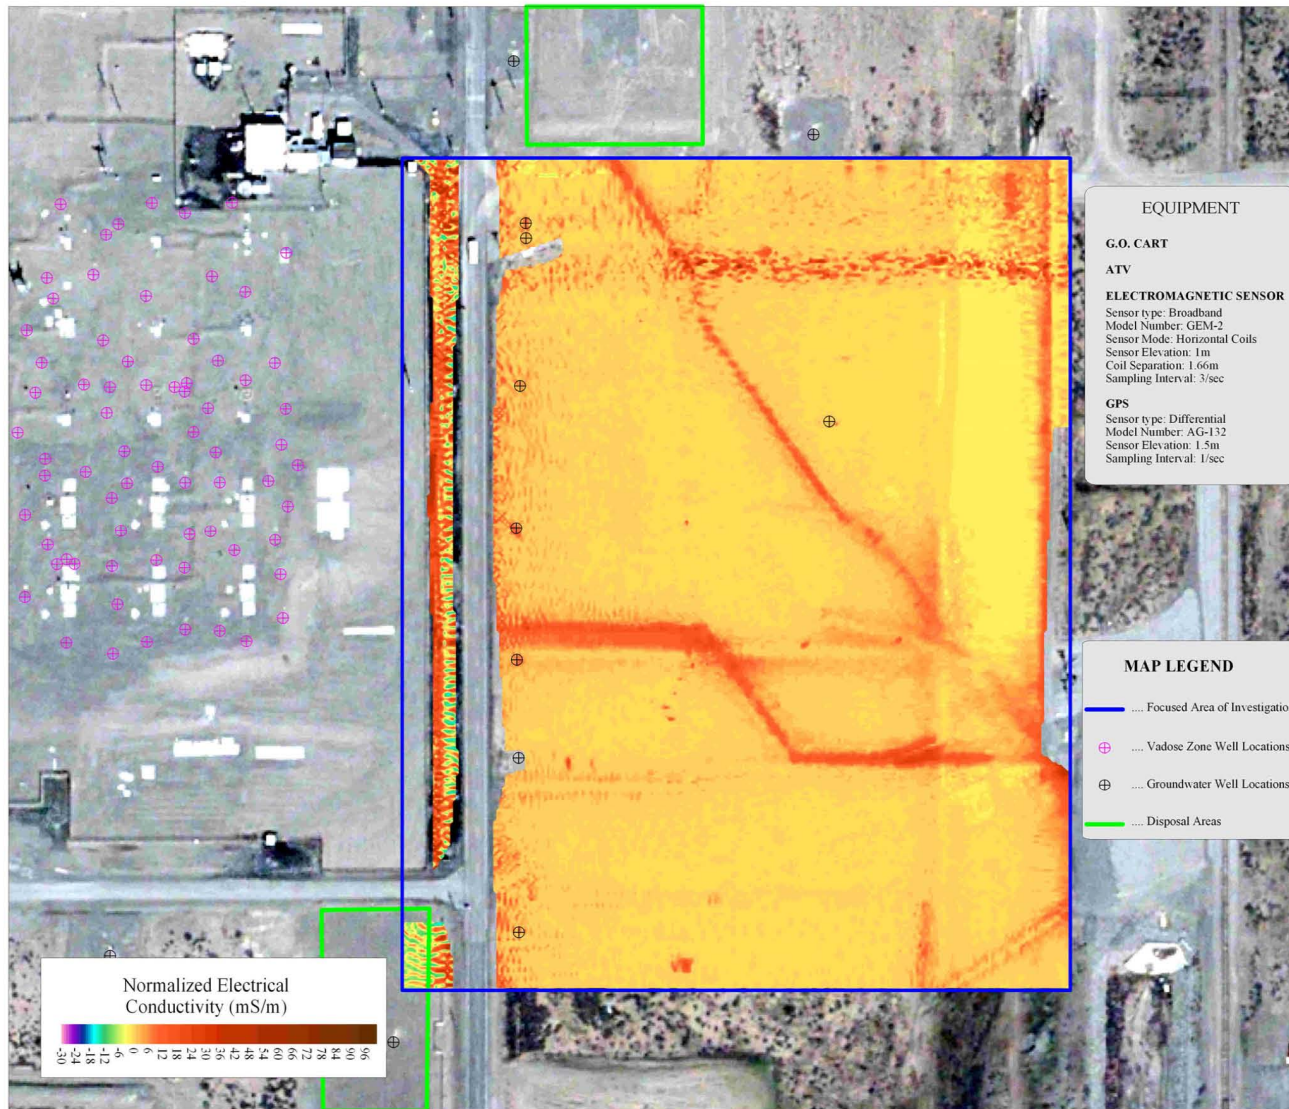 EQUIPMENT
G.O. CART
ATV
ELECTROMAGNETIC SENSOR
Sensor type: Broadband
Model Number: GEM-2
Sensor Mode: Horizontal Coils
Sensor Elevation: 1m
Coil Separation: 1.66m
Sampling Interval: 3/sec
GPS
Sensor type: Differential
Model Number: AG-132
Sensor Elevation: 1.5m
Sampling Interval: 1/sec
MAP LEGEND
.... Focused Area of Investigatio
.... Vadose Zone Well Locations
.... Groundwater Well Locations
.... Disposal Areas
Normalized Electrical
Conductivity (mS/m)
-30 -24 -18 -12 -6 0 6 12 18 24 30 36 42 48 54 60 66 72 78 84 90 96